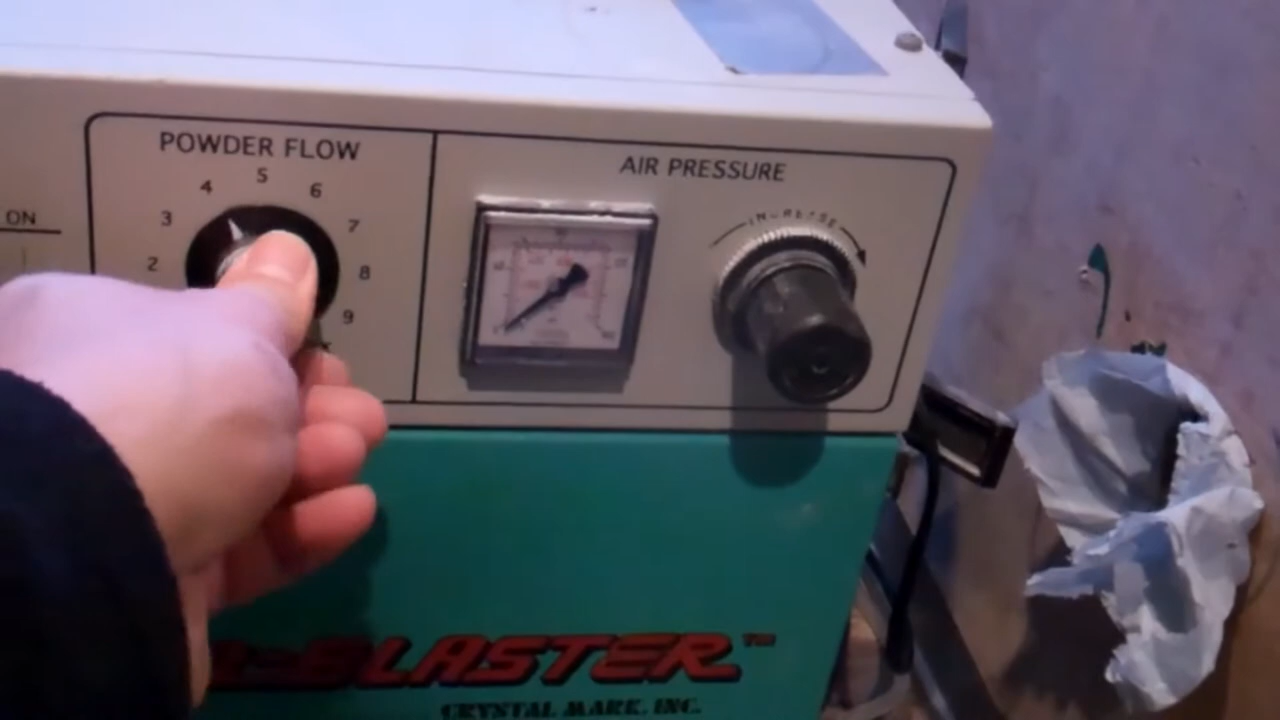 POWDER FLOW
2 3 4 5 6 7 8 9
ON
AIR PRESSURE
INCREASE
BLASTER™
CRYSTAL MARK, INC.